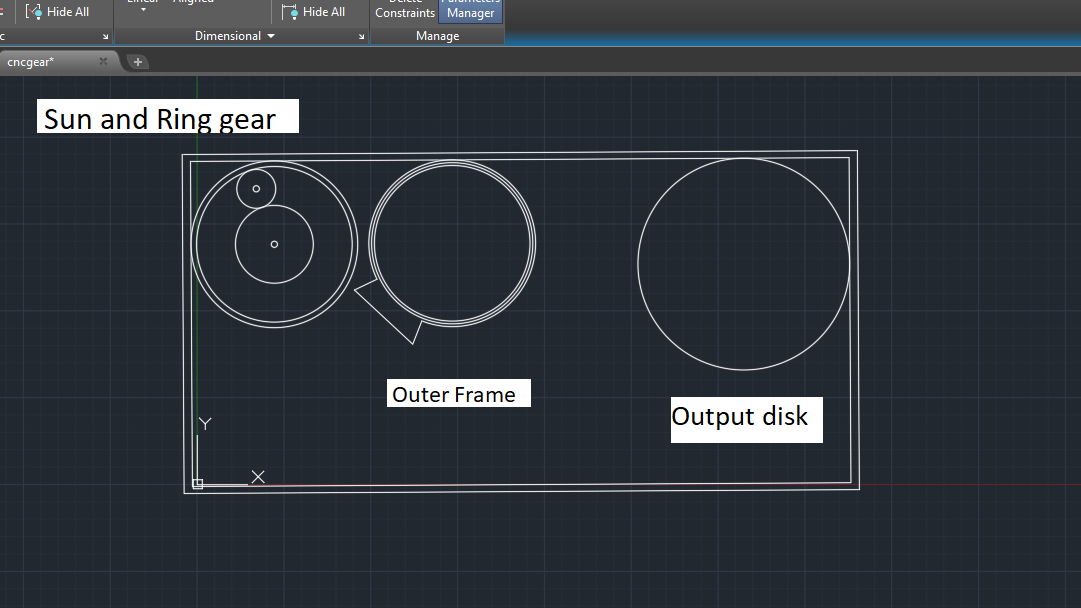 Linear Aligned Delete Parameters
Hide All Hide All Constraints Manager
c Dimensional Manage
cncgear*
Sun and Ring gear
Outer Frame
Output disk
Y
X